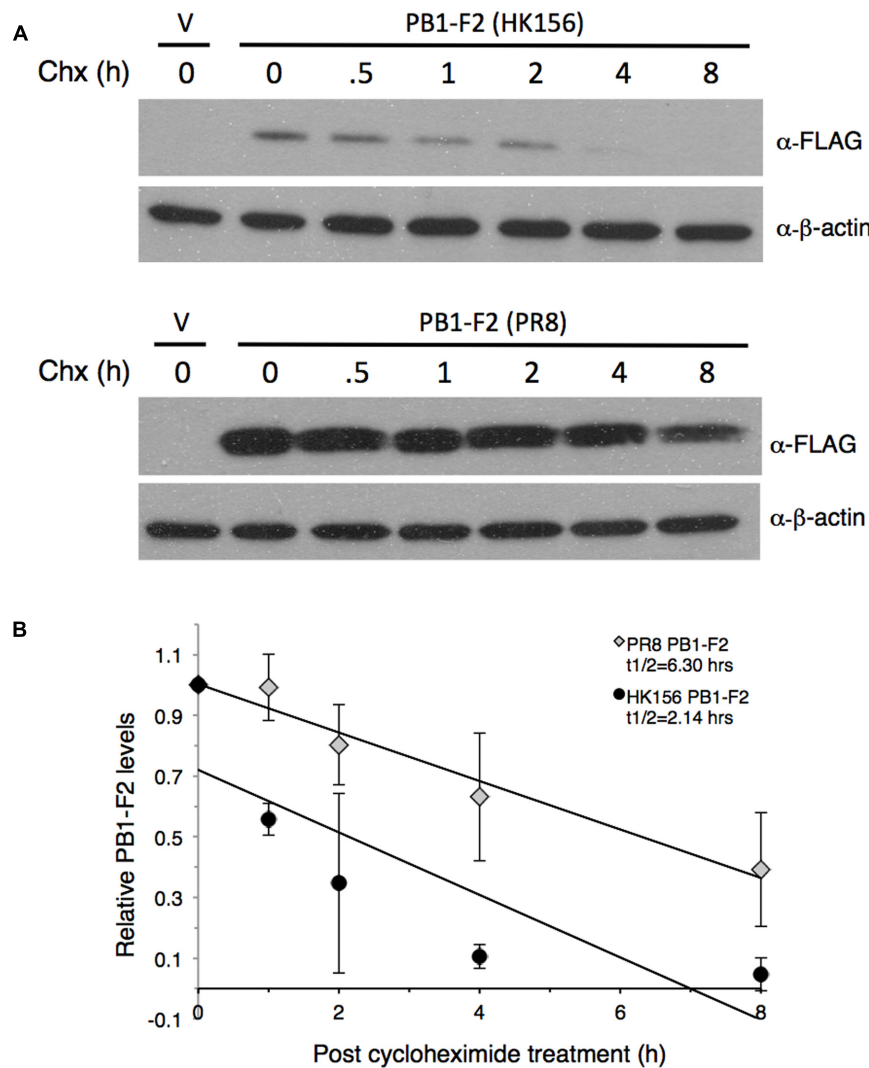 A
V PB1-F2 (HK156)
Chx (h) 0 0 .5 1 2 4 8
α-FLAG
α-β-actin
V PB1-F2 (PR8)
Chx (h) 0 0 .5 1 2 4 8
α-FLAG
α-β-actin
B
Relative PB1-F2 levels
1.1
0.9
0.7
0.5
0.3
0.1
-0.1
0 2 4 6 8
Post cycloheximide treatment (h)
PR8 PB1-F2
t1/2=6.30 hrs
HK156 PB1-F2
t1/2=2.14 hrs